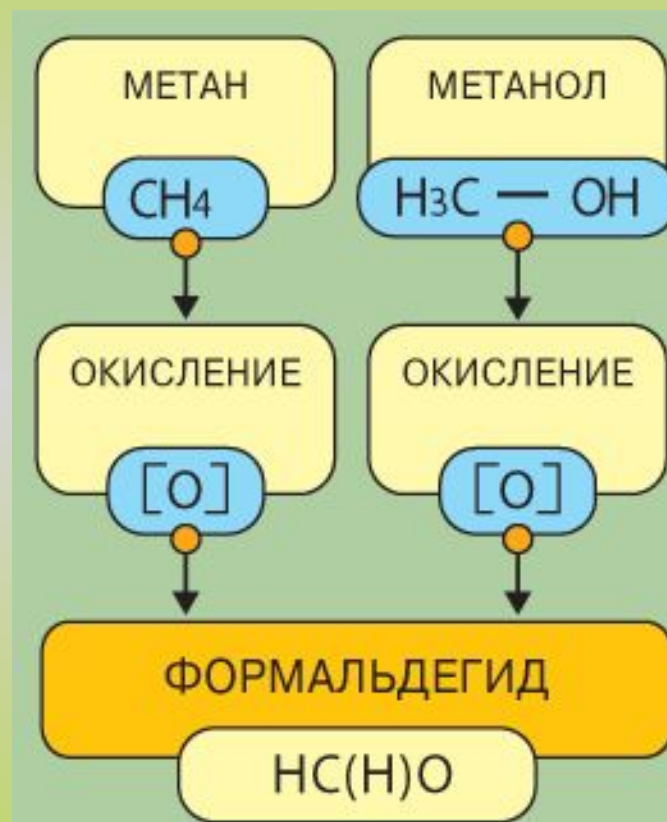 МЕТАН
CH4
МЕТАНОЛ
H3C — OH
ОКИСЛЕНИЕ
[O]
ОКИСЛЕНИЕ
[O]
ФОРМАЛЬДЕГИД
HC(H)O